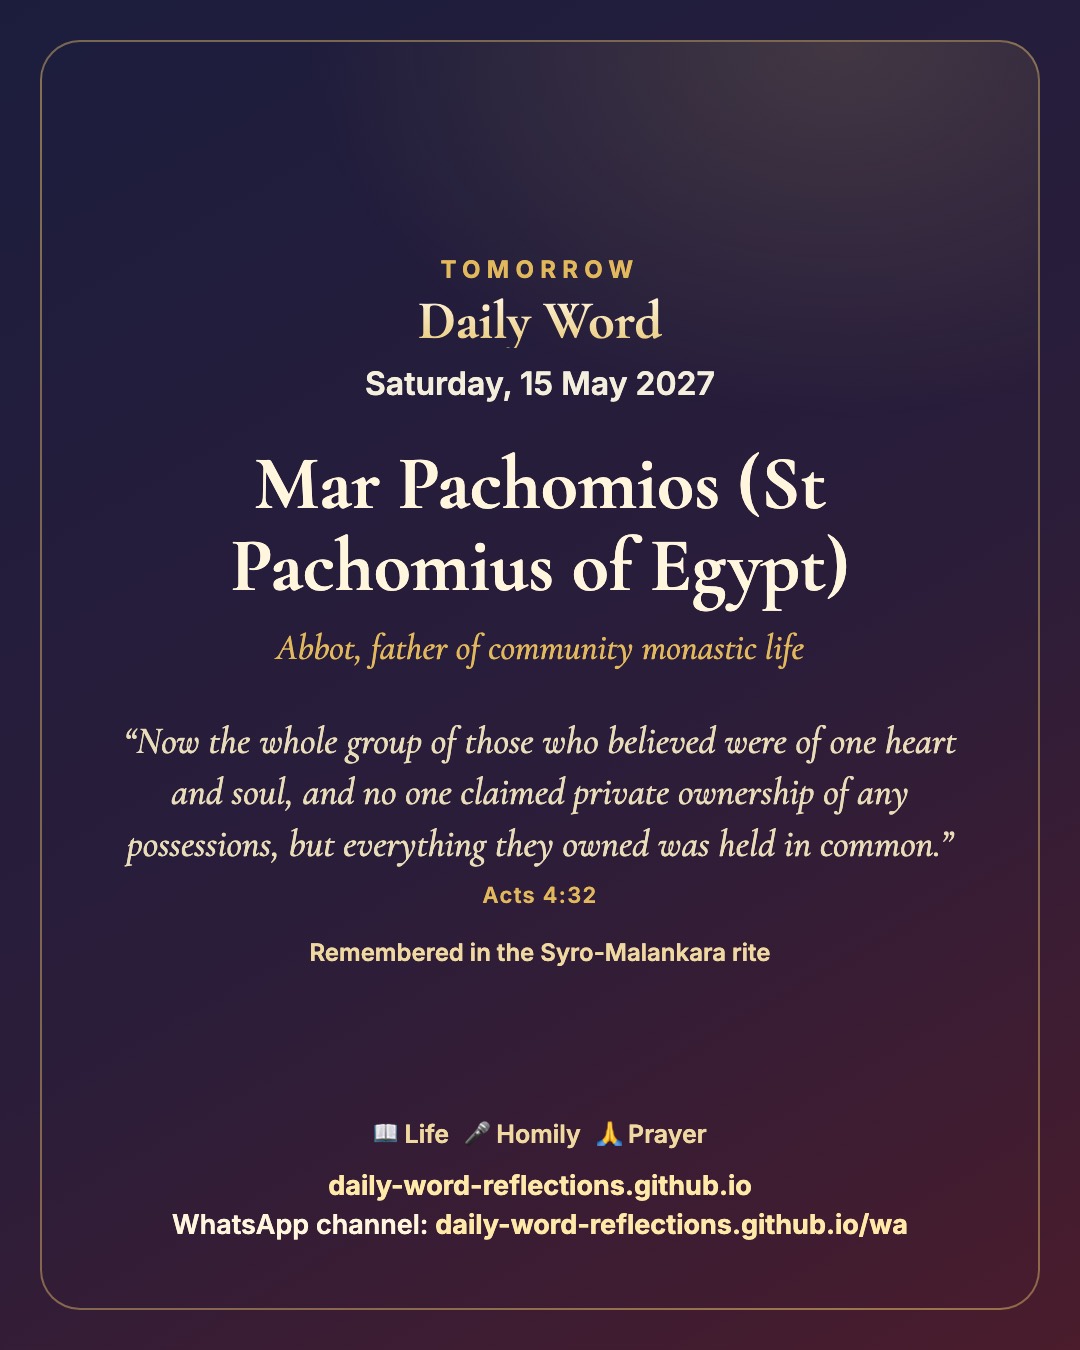 TOMORROW
Daily Word
Saturday, 15 May 2027
Mar Pachomios (St
Pachomius of Egypt)
Abbot, father of community monastic life
“Now the whole group of those who believed were of one heart
and soul, and no one claimed private ownership of any
possessions, but everything they owned was held in common.”
Acts 4:32
Remembered in the Syro-Malankara rite
📖 Life 🎤 Homily 🙏 Prayer
daily-word-reflections.github.io
WhatsApp channel: daily-word-reflections.github.io/wa